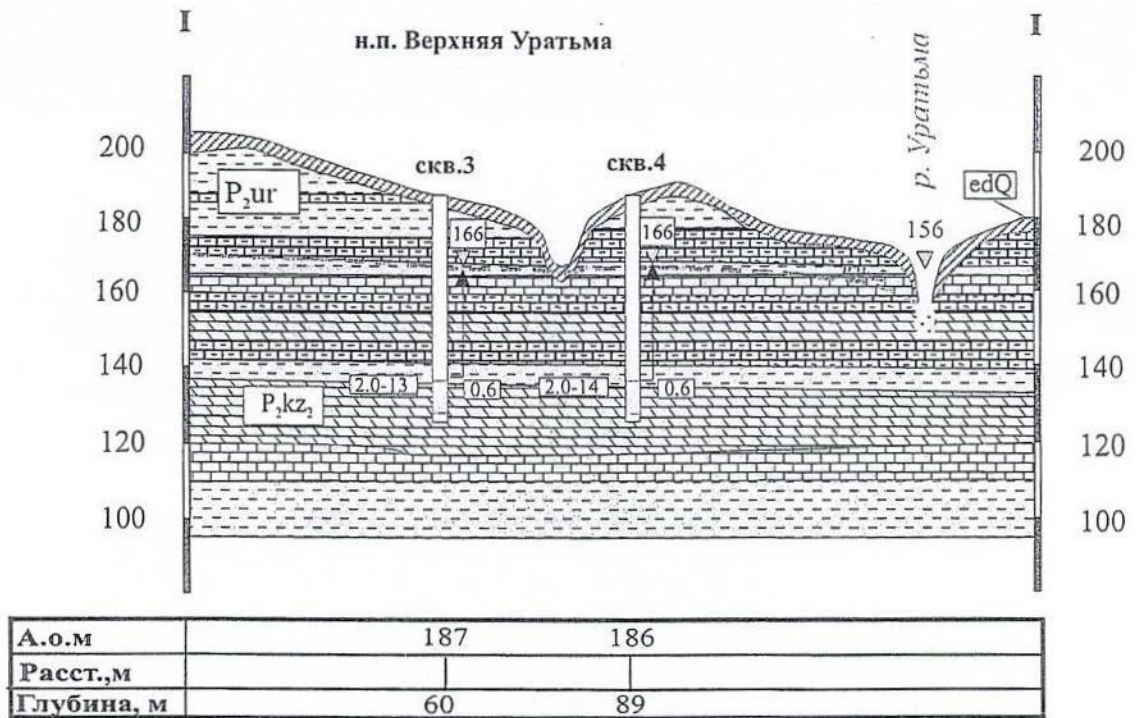 I I
н.п. Верхняя Уратьма
р. Уратьма
200 скв.3 скв.4 200
P₂ur edQ
180 166 166 156 180
160 160
140 140
2.0-13 0.6 2.0-14 0.6
P₂kz₂
120 120
100 100
А.о.м 187 186
Расст.,м
Глубина, м 60 89